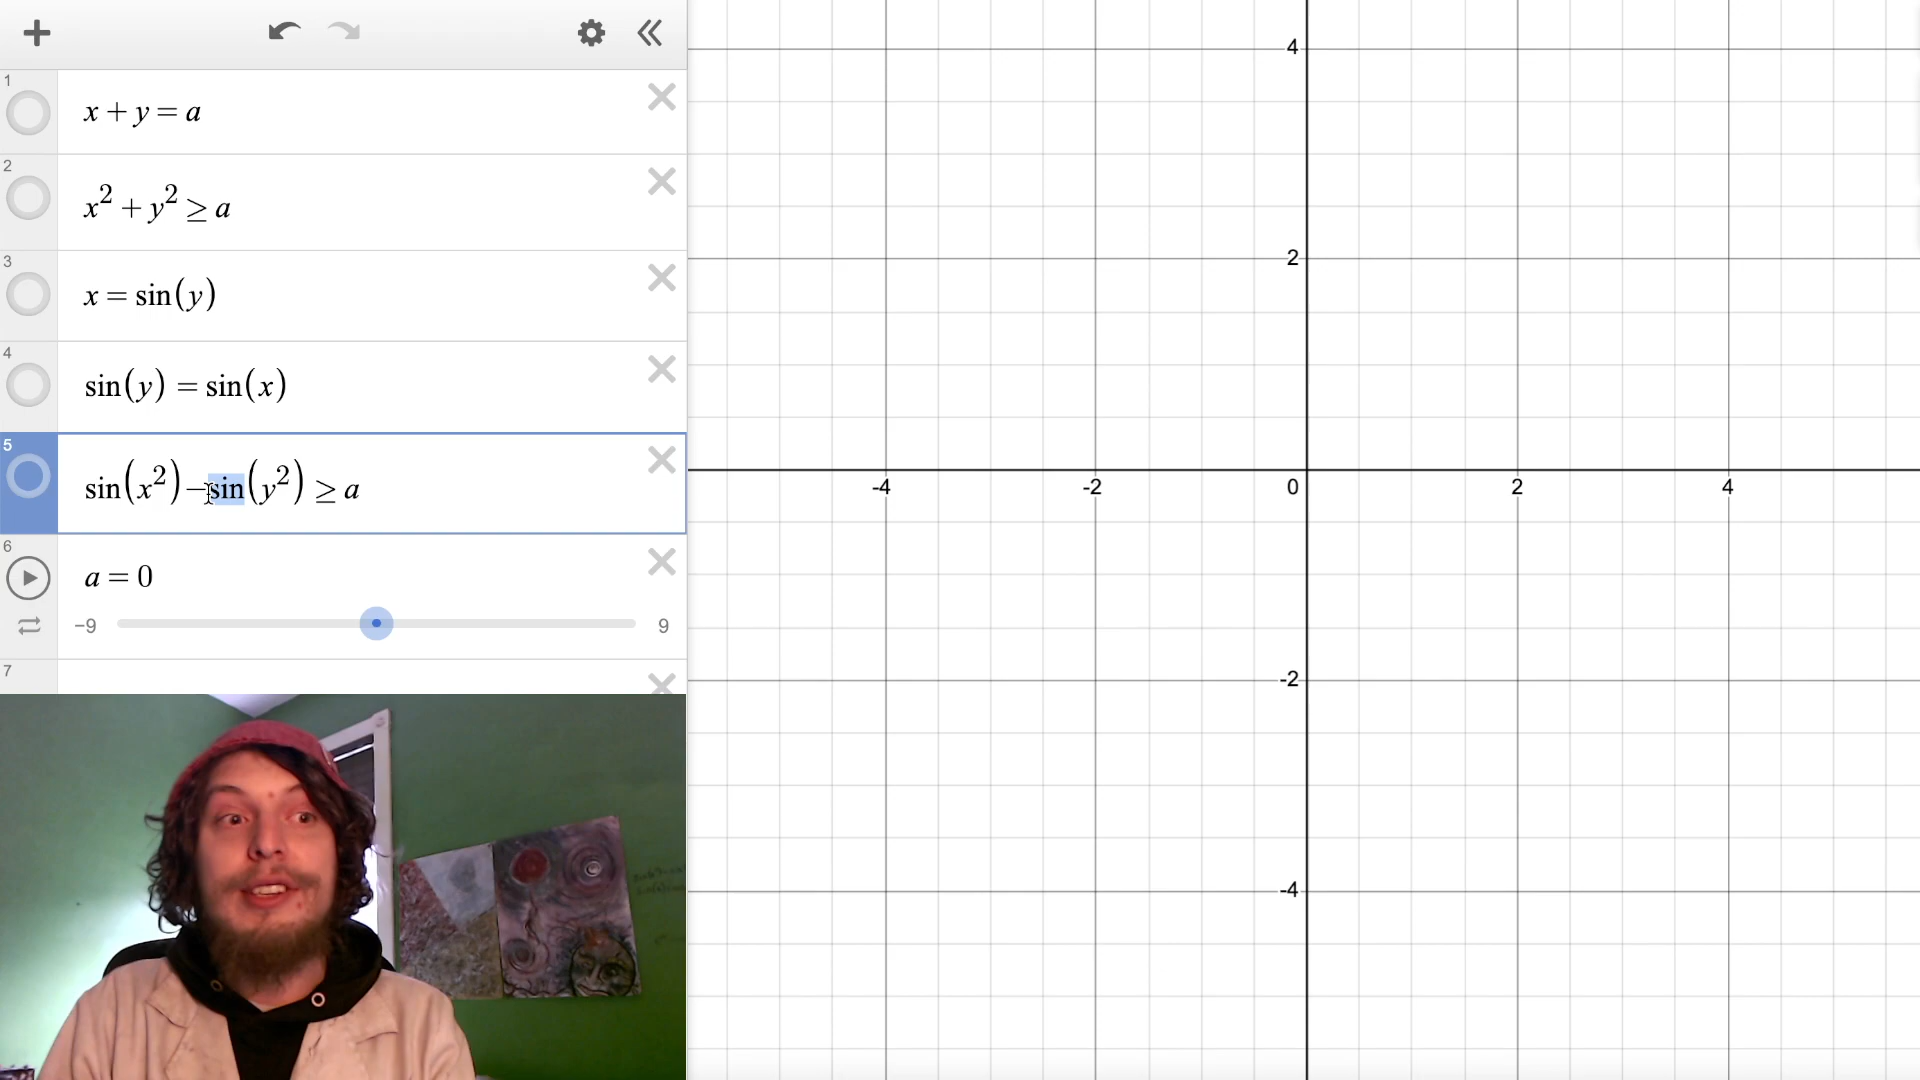 1
x + y = a
2
x² + y² ≥ a
3
x = sin(y)
4
sin(y) = sin(x)
5
sin(x²) − sin(y²) ≥ a
6
a = 0
−9 9
7
4
2
-4 -2 0 2 4
-2
-4